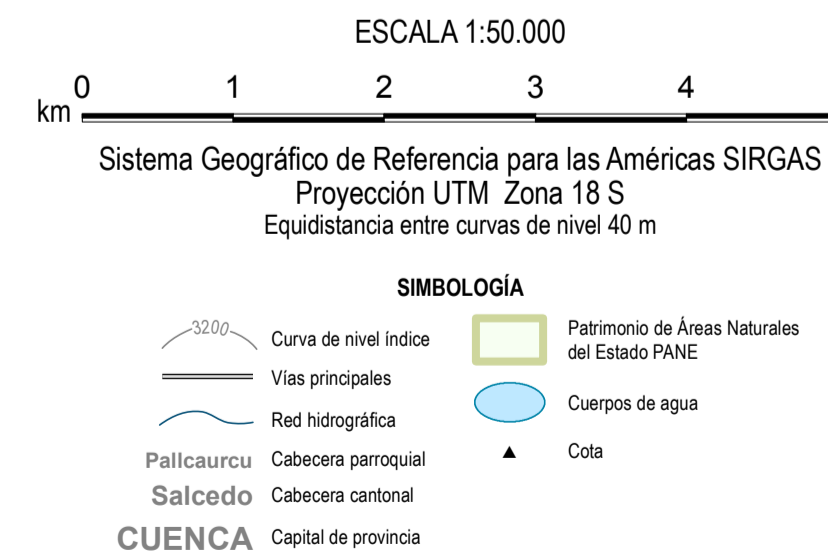 ESCALA 1:50.000
0 1 2 3 4
km
Sistema Geográfico de Referencia para las Américas SIRGAS
Proyección UTM Zona 18 S
Equidistancia entre curvas de nivel 40 m
SIMBOLOGÍA
3200 Curva de nivel índice
Vías principales
Red hidrográfica
Pallcaurcu Cabecera parroquial
Salcedo Cabecera cantonal
CUENCA Capital de provincia
Patrimonio de Áreas Naturales
del Estado PANE
Cuerpos de agua
Cota